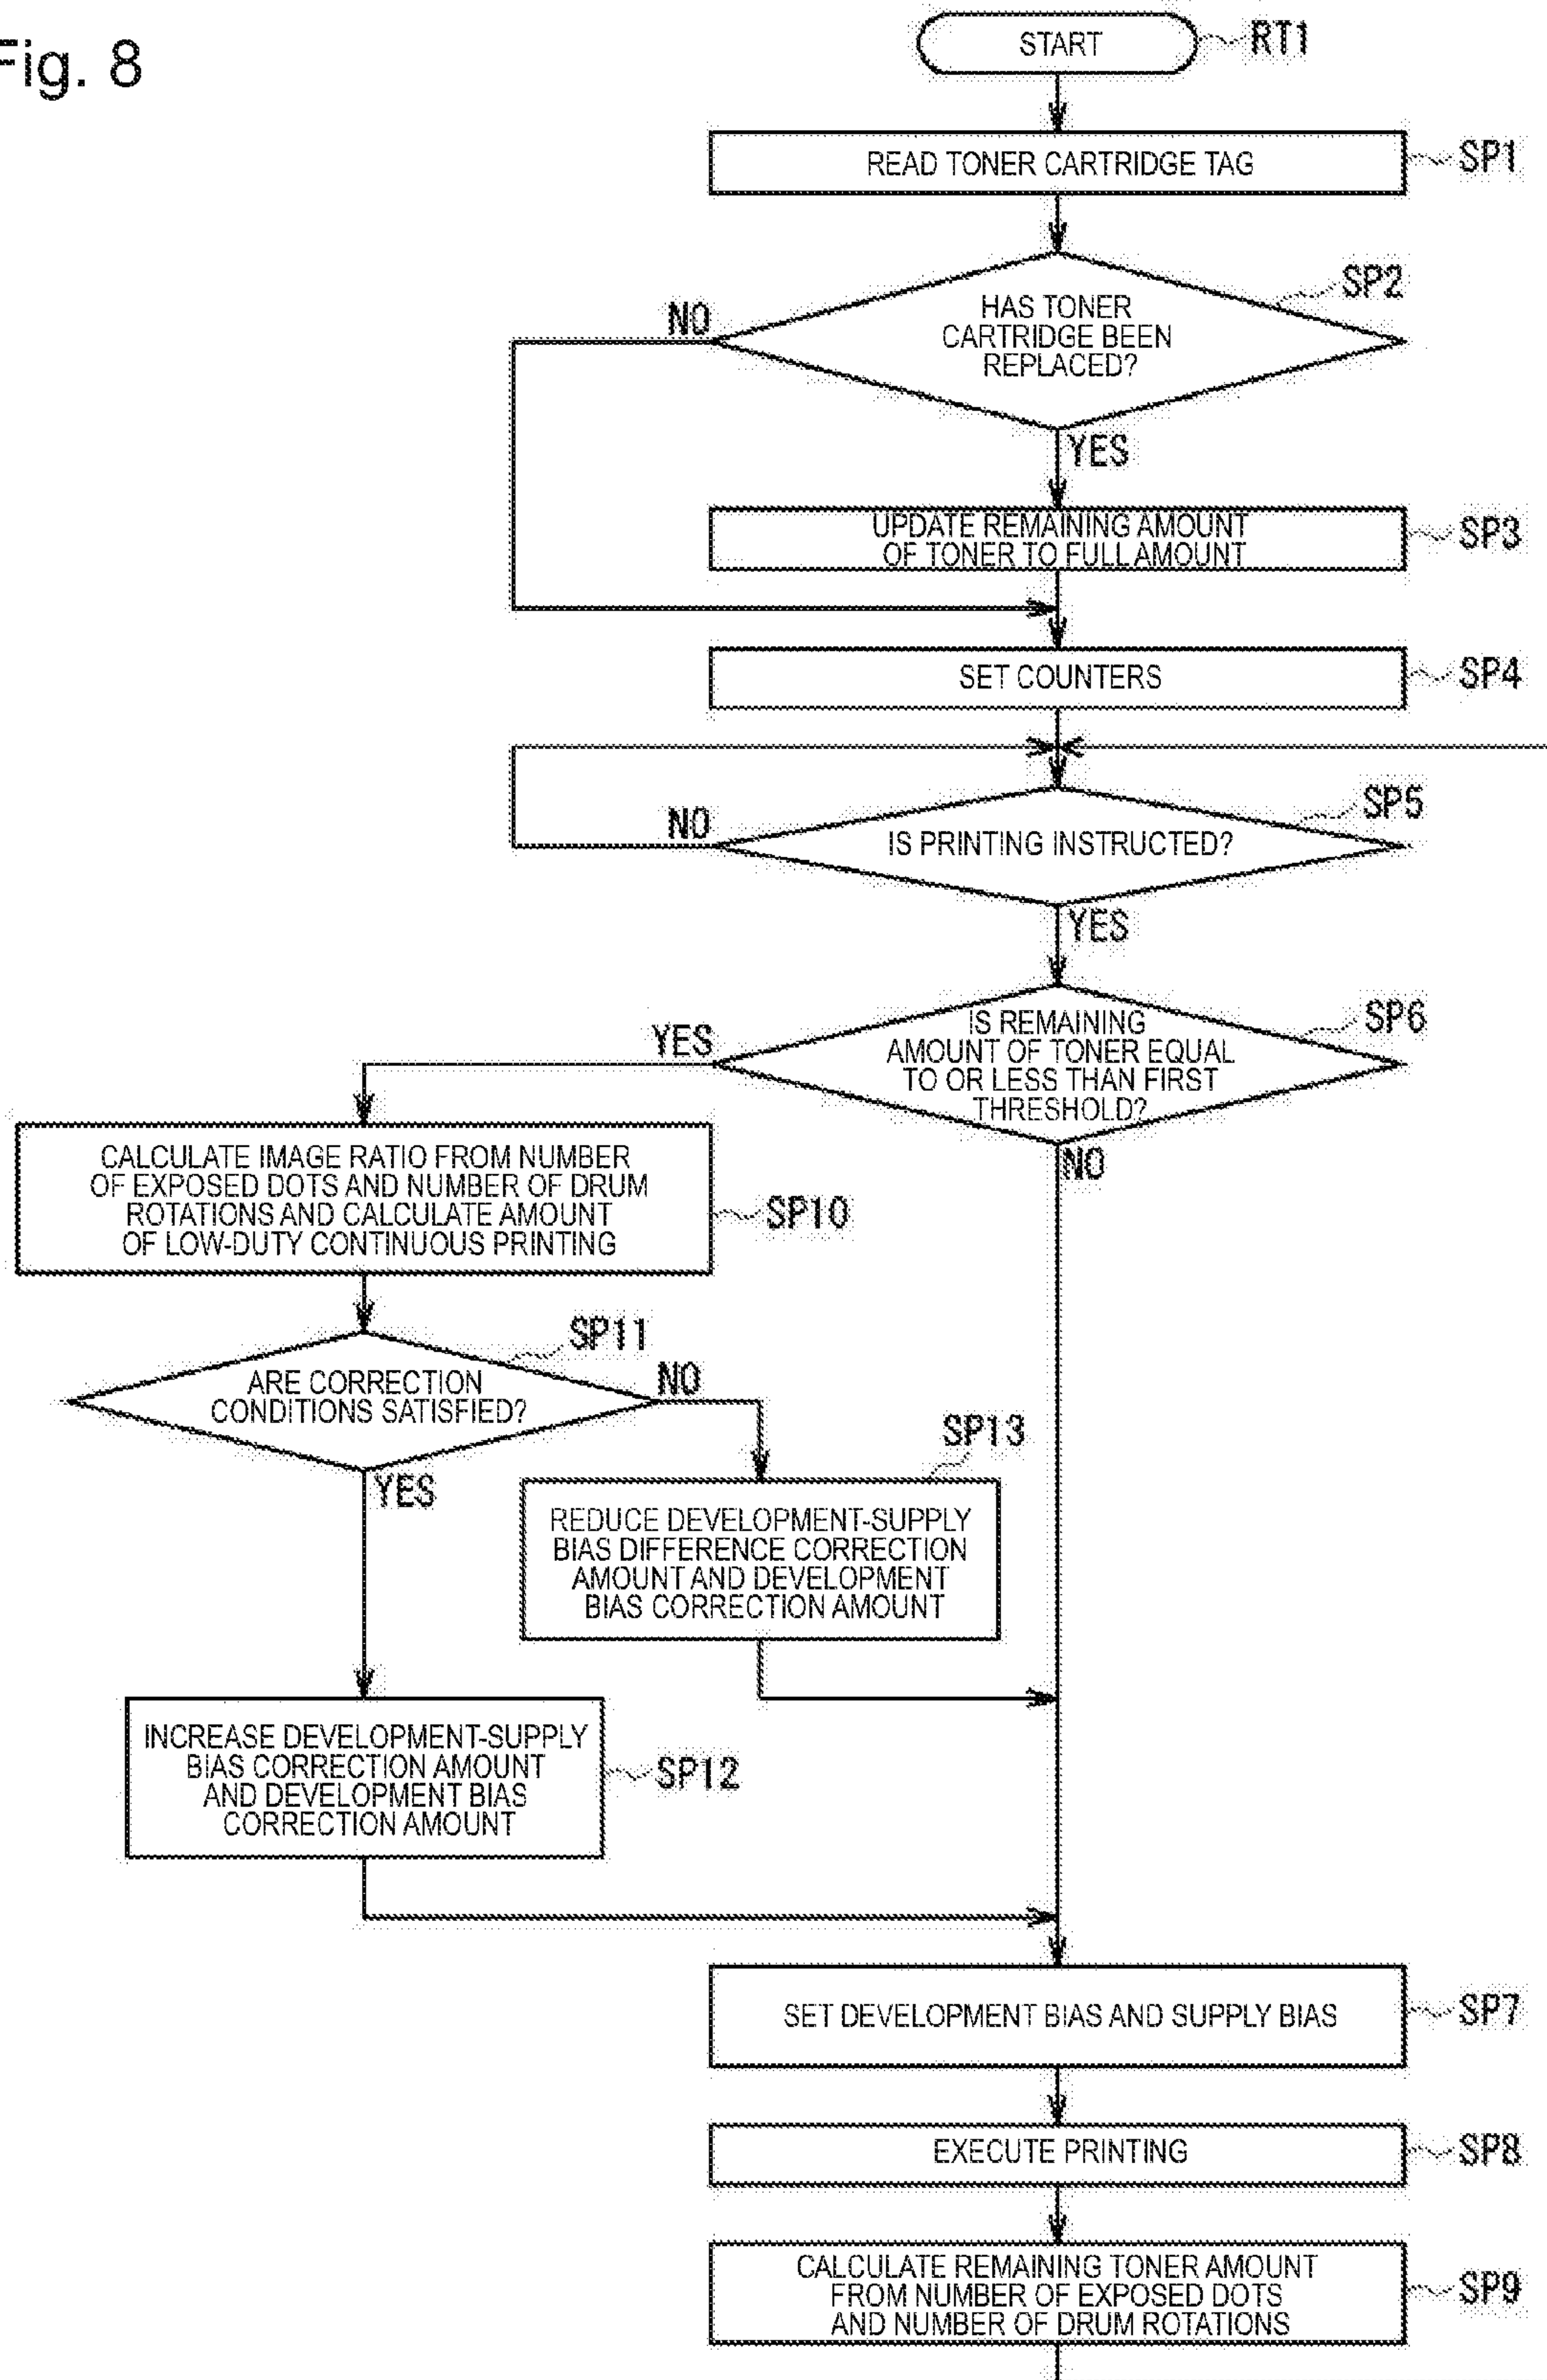 Fig. 8
START
RT1
READ TONER CARTRIDGE TAG
SP1
SP2
HAS TONER
CARTRIDGE BEEN
REPLACED?
NO
YES
UPDATE REMAINING AMOUNT
OF TONER TO FULL AMOUNT
SP3
SET COUNTERS
SP4
SP5
NO
IS PRINTING INSTRUCTED?
YES
SP6
YES
IS REMAINING
AMOUNT OF TONER EQUAL
TO OR LESS THAN FIRST
THRESHOLD?
NO
CALCULATE IMAGE RATIO FROM NUMBER
OF EXPOSED DOTS AND NUMBER OF DRUM
ROTATIONS AND CALCULATE AMOUNT
OF LOW-DUTY CONTINUOUS PRINTING
SP10
SP11
ARE CORRECTION
CONDITIONS SATISFIED?
NO
YES
SP13
REDUCE DEVELOPMENT-SUPPLY
BIAS DIFFERENCE CORRECTION
AMOUNT AND DEVELOPMENT
BIAS CORRECTION AMOUNT
INCREASE DEVELOPMENT-SUPPLY
BIAS CORRECTION AMOUNT
AND DEVELOPMENT BIAS
CORRECTION AMOUNT
SP12
SET DEVELOPMENT BIAS AND SUPPLY BIAS
SP7
EXECUTE PRINTING
SP8
CALCULATE REMAINING TONER AMOUNT
FROM NUMBER OF EXPOSED DOTS
AND NUMBER OF DRUM ROTATIONS
SP9